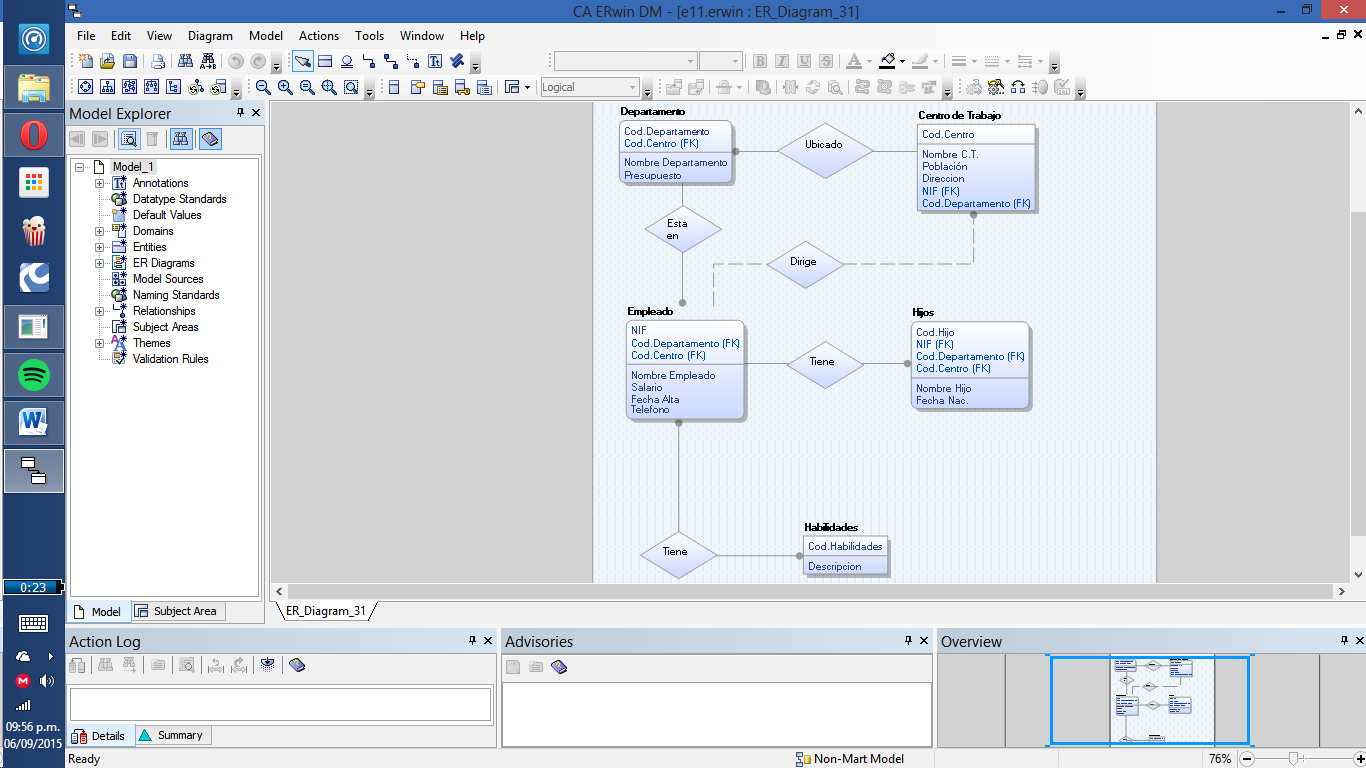 CA ERwin DM - [e11.erwin : ER_Diagram_31]
File Edit View Diagram Model Actions Tools Window Help
Logical
Model Explorer
Model_1
Annotations
Datatype Standards
Default Values
Domains
Entities
ER Diagrams
Model Sources
Naming Standards
Relationships
Subject Areas
Themes
Validation Rules
Model
Subject Area
Departamento
Cod.Departamento
Cod.Centro (FK)
Nombre Departamento
Presupuesto
Ubicado
Centro de Trabajo
Cod.Centro
Nombre C.T.
Población
Direccion
NIF (FK)
Cod.Departamento (FK)
Esta
en
Dirige
Empleado
NIF
Cod.Departamento (FK)
Cod.Centro (FK)
Nombre Empleado
Salario
Fecha Alta
Telefono
Tiene
Hijos
Cod.Hijo
NIF (FK)
Cod.Departamento (FK)
Cod.Centro (FK)
Nombre Hijo
Fecha Nac.
Tiene
Habilidades
Cod.Habilidades
Descripcion
ER_Diagram_31
Action Log
Details
Summary
Advisories
Overview
Ready
Non-Mart Model
76%
0:23
09:56 p.m.
06/09/2015